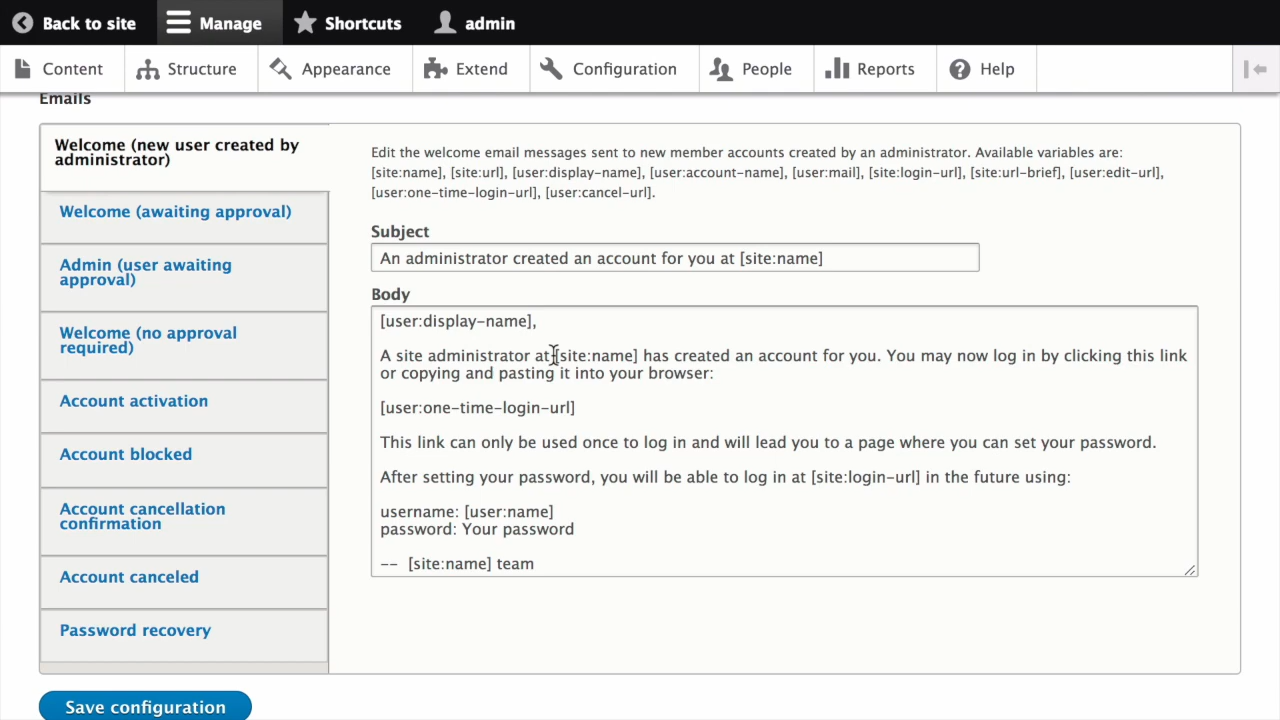 Back to site
Manage
Shortcuts
admin
Content
Structure
Appearance
Extend
Configuration
People
Reports
Help
Emails
Welcome (new user created by
administrator)
Welcome (awaiting approval)
Admin (user awaiting
approval)
Welcome (no approval
required)
Account activation
Account blocked
Account cancellation
confirmation
Account canceled
Password recovery
Edit the welcome email messages sent to new member accounts created by an administrator. Available variables are:
[site:name], [site:url], [user:display-name], [user:account-name], [user:mail], [site:login-url], [site:url-brief], [user:edit-url],
[user:one-time-login-url], [user:cancel-url].
Subject
An administrator created an account for you at [site:name]
Body
[user:display-name],
A site administrator at [site:name] has created an account for you. You may now log in by clicking this link
or copying and pasting it into your browser:
[user:one-time-login-url]
This link can only be used once to log in and will lead you to a page where you can set your password.
After setting your password, you will be able to log in at [site:login-url] in the future using:
username: [user:name]
password: Your password
-- [site:name] team
Save configuration